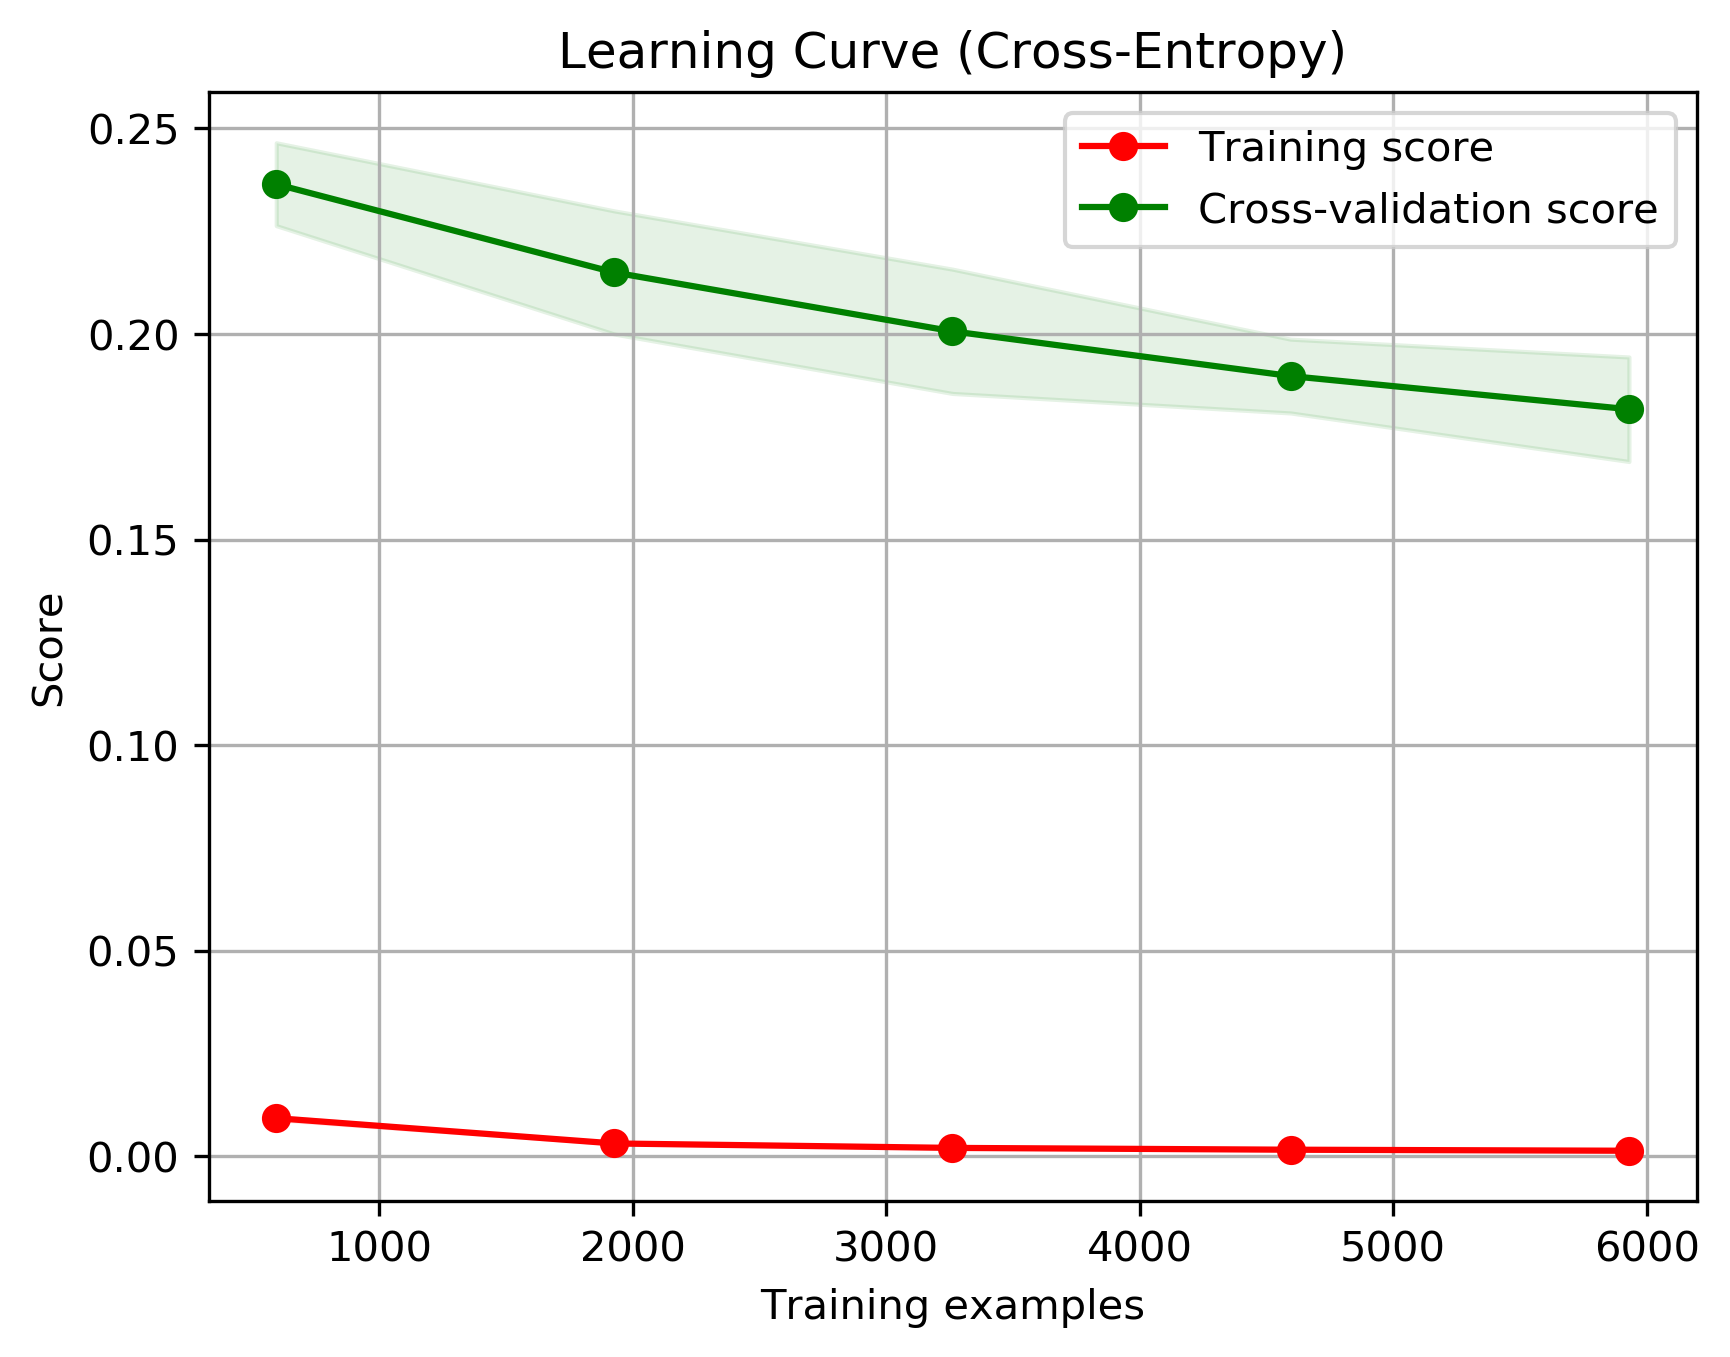 Learning Curve (Cross-Entropy)
Training score
Cross-validation score
0.25
0.20
0.15
0.10
0.05
0.00
Score
1000 2000 3000 4000 5000 6000
Training examples